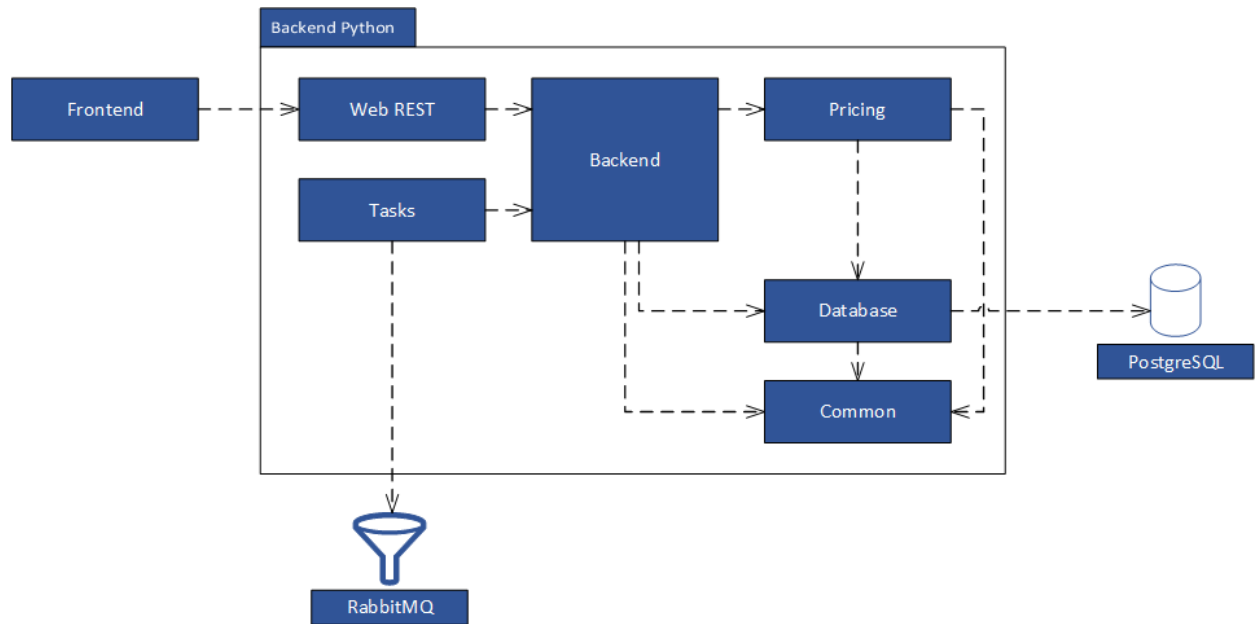 Backend Python
Frontend
Web REST
Backend
Pricing
Tasks
Database
PostgreSQL
Common
RabbitMQ